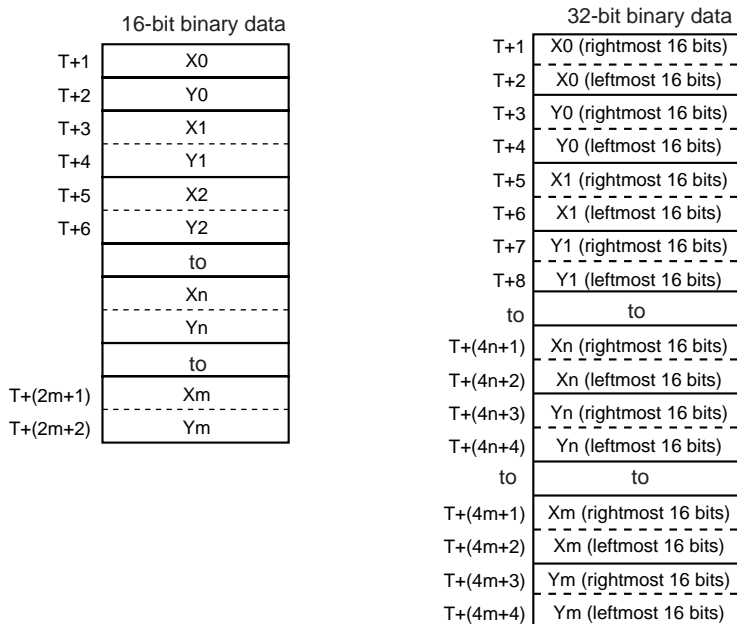 16-bit binary data
T+1 X0
T+2 Y0
T+3 X1
T+4 Y1
T+5 X2
T+6 Y2
to
Xn
Yn
to
T+(2m+1) Xm
T+(2m+2) Ym
32-bit binary data
T+1 X0 (rightmost 16 bits)
T+2 X0 (leftmost 16 bits)
T+3 Y0 (rightmost 16 bits)
T+4 Y0 (leftmost 16 bits)
T+5 X1 (rightmost 16 bits)
T+6 X1 (leftmost 16 bits)
T+7 Y1 (rightmost 16 bits)
T+8 Y1 (leftmost 16 bits)
to to
T+(4n+1) Xn (rightmost 16 bits)
T+(4n+2) Xn (leftmost 16 bits)
T+(4n+3) Yn (rightmost 16 bits)
T+(4n+4) Yn (leftmost 16 bits)
to to
T+(4m+1) Xm (rightmost 16 bits)
T+(4m+2) Xm (leftmost 16 bits)
T+(4m+3) Ym (rightmost 16 bits)
T+(4m+4) Ym (leftmost 16 bits)